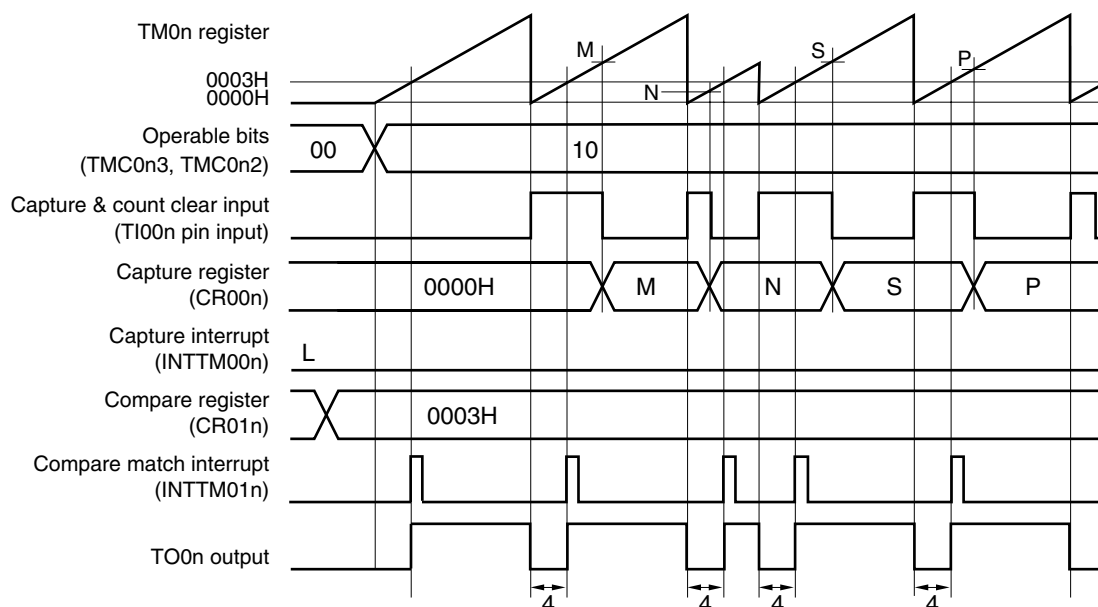 TM0n register
M
S
P
0003H
N
0000H
Operable bits
(TMC0n3, TMC0n2)
00
10
Capture & count clear input
(TI00n pin input)
Capture register
(CR00n)
0000H
M
N
S
P
Capture interrupt
(INTTM00n)
L
Compare register
(CR01n)
0003H
Compare match interrupt
(INTTM01n)
TO0n output
4
4
4
4